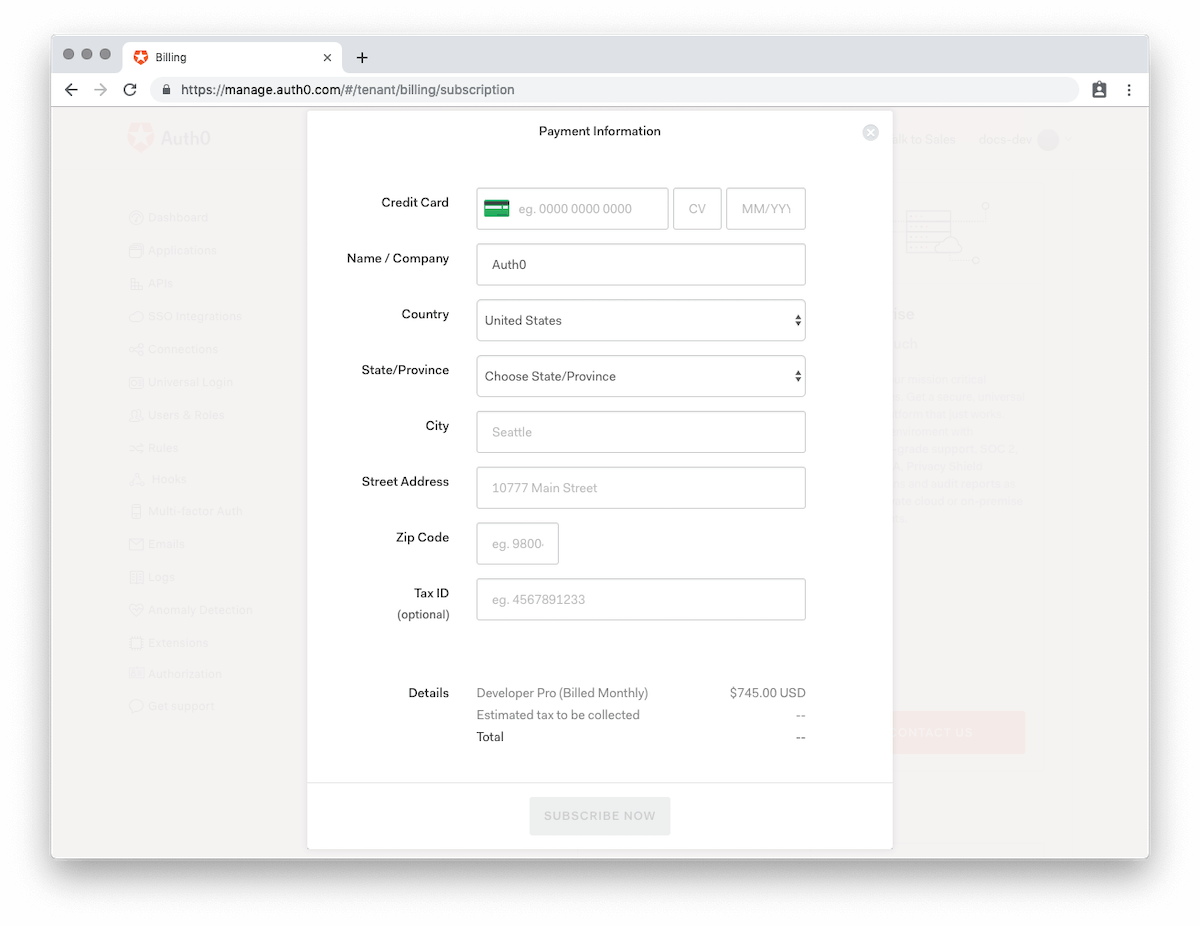 Billing
https://manage.auth0.com/#/tenant/billing/subscription
Auth0
Talk to Sales
docs-dev
Dashboard
Applications
APIs
SSO Integrations
Connections
Universal Login
Users & Roles
Rules
Hooks
Multi-factor Auth
Emails
Logs
Anomaly Detection
Extensions
Authorization
Get support
Payment Information
Credit Card
eg. 0000 0000 0000
CV
MM/YY
Name / Company
Auth0
Country
United States
State/Province
Choose State/Province
City
Seattle
Street Address
10777 Main Street
Zip Code
eg. 9800
Tax ID
(optional)
eg. 4567891233
Details
Developer Pro (Billed Monthly)
$745.00 USD
Estimated tax to be collected
--
Total
--
SUBSCRIBE NOW
CONTACT US